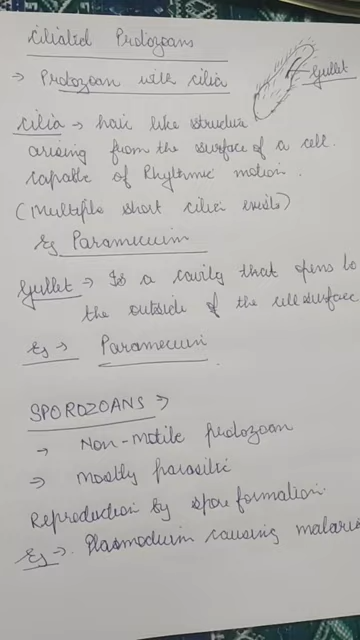 Ciliated Protozoans
→ Protozoan with cilia
Gullet
Cilia → hair like structure
arising from the surface of a cell.
capable of Rhythmic motion.
(Multiple short cilia exists)
Eg Paramecium
Gullet → Is a cavity that opens to
the outside of the cell surface
Eg → Paramecium
SPOROZOANS →
→ Non-motile protozoan
→ Mostly parasitic
Reproduction by spore formation
Eg →. Plasmodium causing malaria